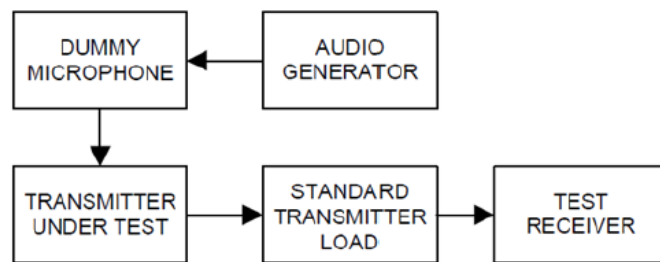 DUMMY
MICROPHONE
AUDIO
GENERATOR
TRANSMITTER
UNDER TEST
STANDARD
TRANSMITTER
LOAD
TEST
RECEIVER